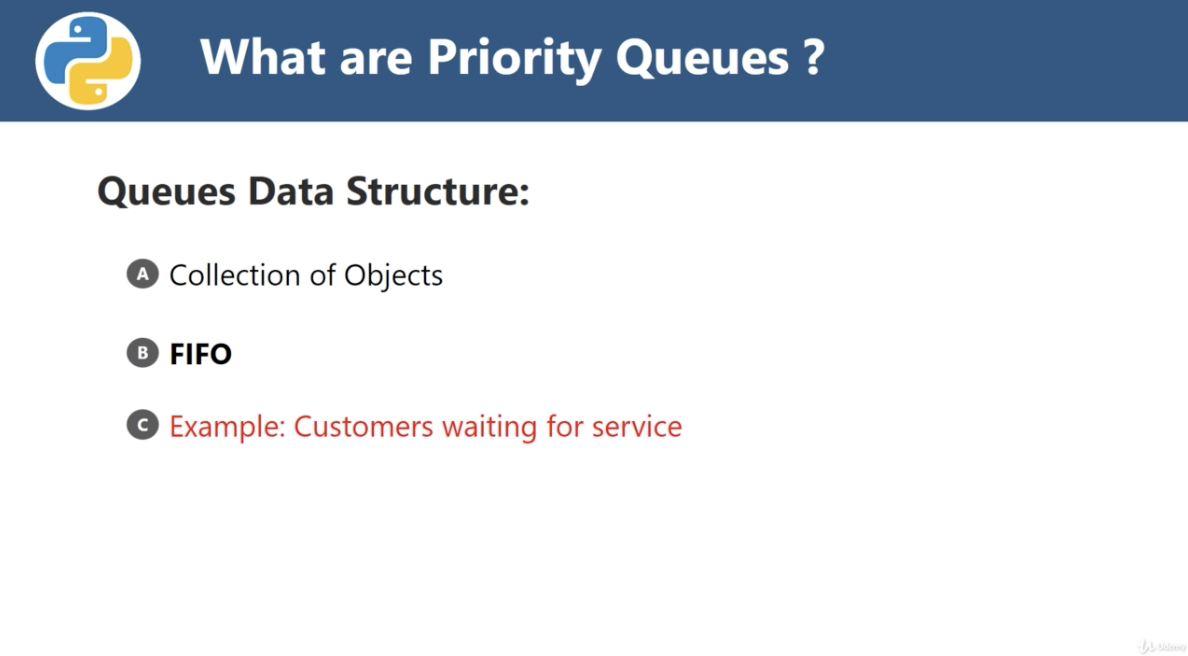 What are Priority Queues ?
Queues Data Structure:
A Collection of Objects
B FIFO
C Example: Customers waiting for service
Udemy